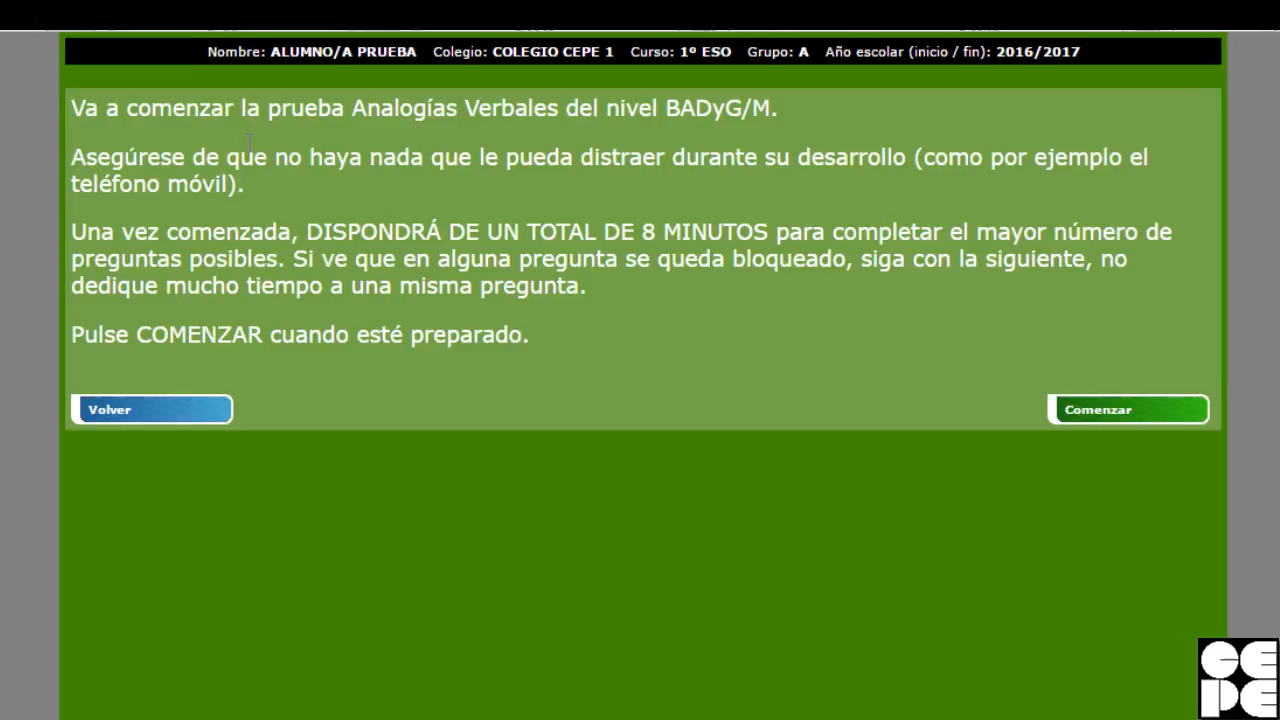 Nombre: ALUMNO/A PRUEBA Colegio: COLEGIO CEPE 1 Curso: 1º ESO Grupo: A Año escolar (inicio / fin): 2016/2017
Va a comenzar la prueba Analogías Verbales del nivel BADyG/M.
Asegúrese de que no haya nada que le pueda distraer durante su desarrollo (como por ejemplo el
teléfono móvil).
Una vez comenzada, DISPONDRÁ DE UN TOTAL DE 8 MINUTOS para completar el mayor número de
preguntas posibles. Si ve que en alguna pregunta se queda bloqueado, siga con la siguiente, no
dedique mucho tiempo a una misma pregunta.
Pulse COMENZAR cuando esté preparado.
Volver
Comenzar
CE
PE